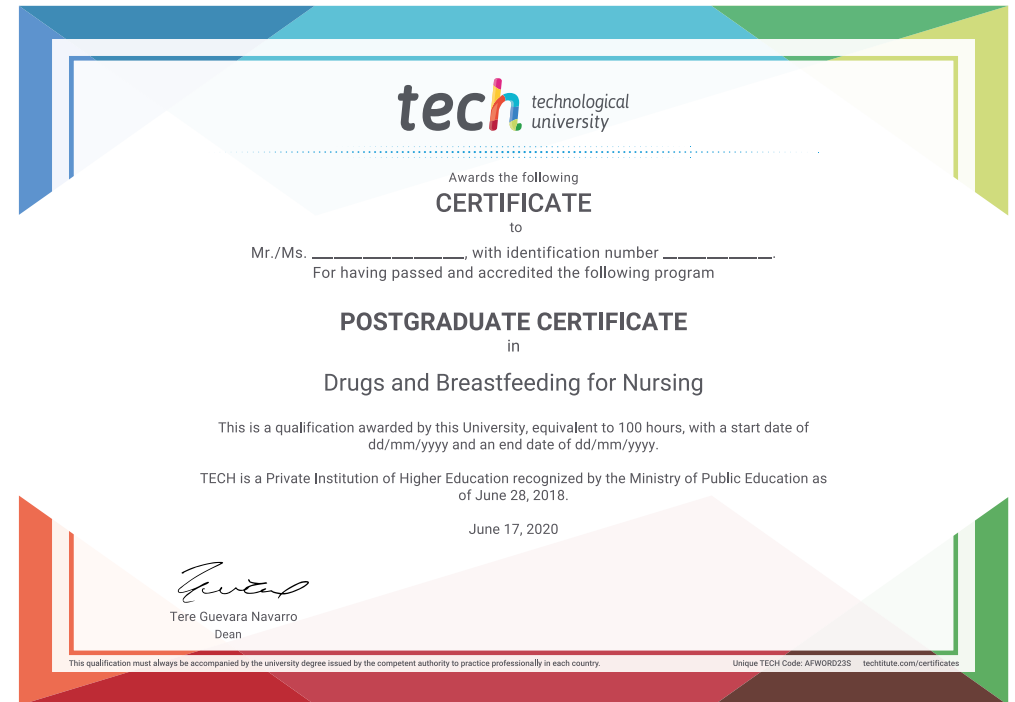 tech technological
university
Awards the following
CERTIFICATE
to
Mr./Ms. ________________, with identification number ____________.
For having passed and accredited the following program
POSTGRADUATE CERTIFICATE
in
Drugs and Breastfeeding for Nursing
This is a qualification awarded by this University, equivalent to 100 hours, with a start date of
dd/mm/yyyy and an end date of dd/mm/yyyy.
TECH is a Private Institution of Higher Education recognized by the Ministry of Public Education as
of June 28, 2018.
June 17, 2020
Tere Guevara Navarro
Dean
This qualification must always be accompanied by the university degree issued by the competent authority to practice professionally in each country.
Unique TECH Code: AFWORD23S techtitute.com/certificates